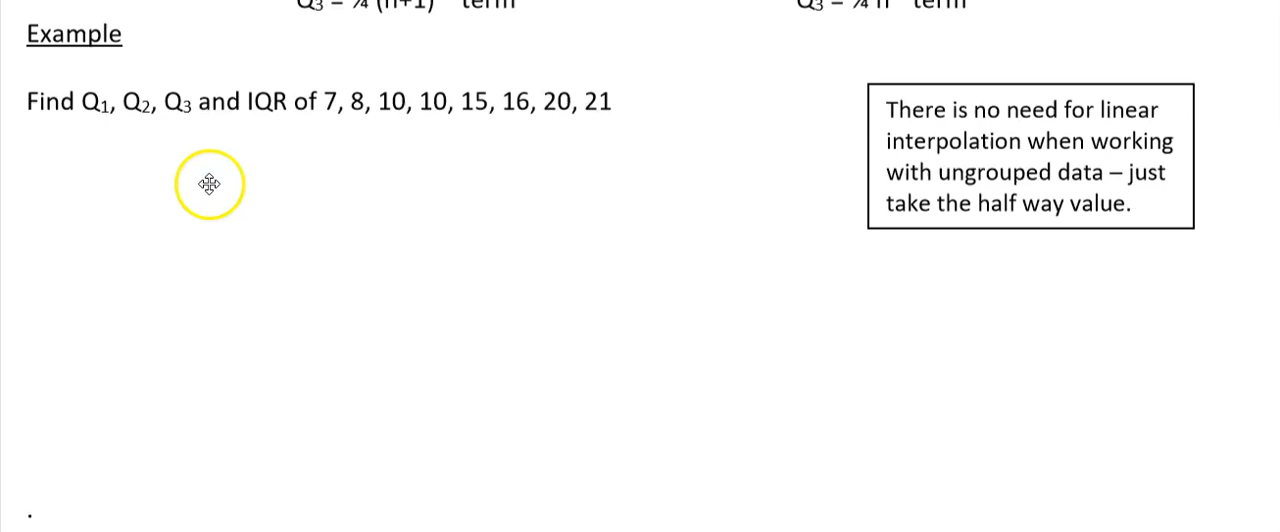 Example
Find Q₁, Q₂, Q₃ and IQR of 7, 8, 10, 10, 15, 16, 20, 21
There is no need for linear
interpolation when working
with ungrouped data – just
take the half way value.
.